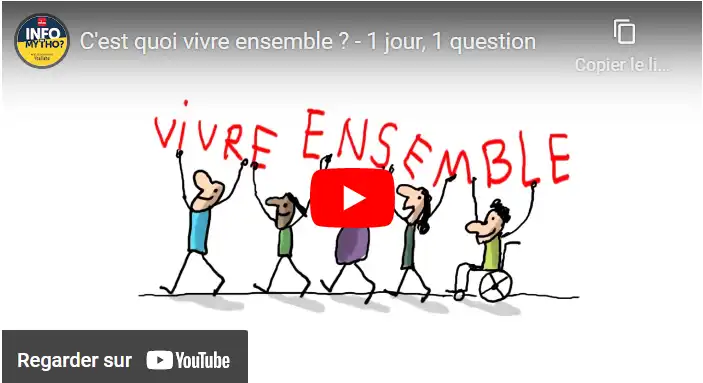 INFO
MYTHO?
C'est quoi vivre ensemble ? - 1 jour, 1 question
Copier le li...
VIVRE ENSEMBLE
Regarder sur YouTube